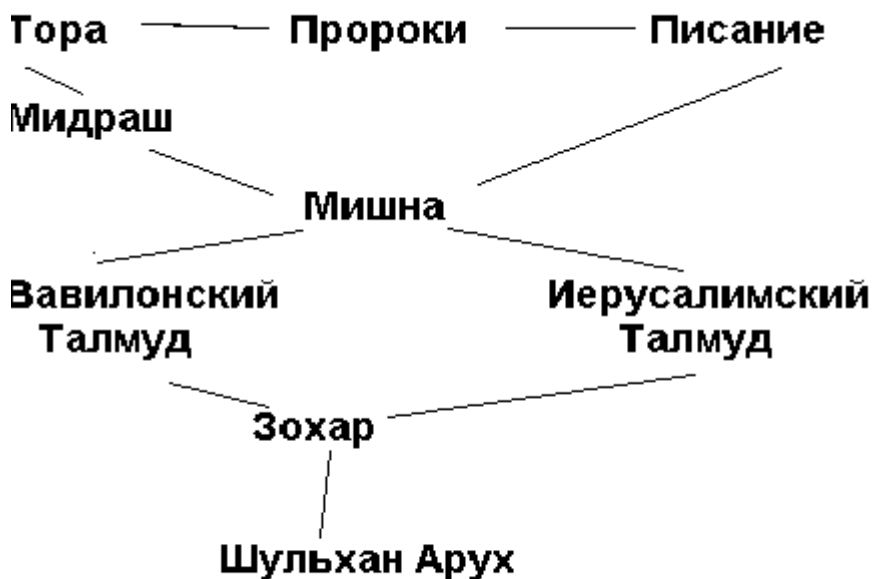 Тора Пророки Писание
Мидраш
Мишна
Вавилонский Иерусалимский
Талмуд Талмуд
Зохар
Шульхан Арух